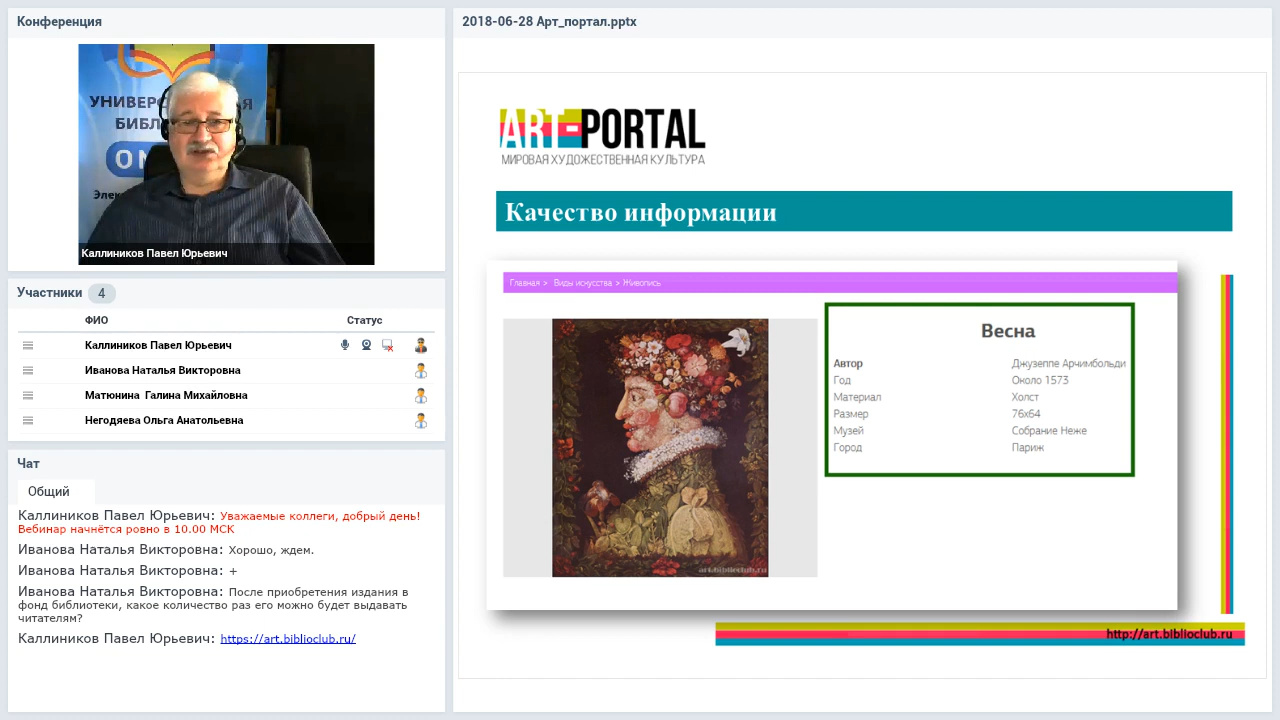 Конференция
УНИВЕРС
БИБЛ
ON
Элек
Каллиников Павел Юрьевич
Участники 4
ФИО Статус
Каллиников Павел Юрьевич
Иванова Наталья Викторовна
Матюнина Галина Михайловна
Негодяева Ольга Анатольевна
Чат
Общий
Каллиников Павел Юрьевич: Уважаемые коллеги, добрый день!
Вебинар начнётся ровно в 10.00 МСК
Иванова Наталья Викторовна: Хорошо, ждем.
Иванова Наталья Викторовна: +
Иванова Наталья Викторовна: После приобретения издания в
фонд библиотеки, какое количество раз его можно будет выдавать
читателям?
Каллиников Павел Юрьевич: https://art.biblioclub.ru/
2018-06-28 Арт_портал.pptx
ART-PORTAL
МИРОВАЯ ХУДОЖЕСТВЕННАЯ КУЛЬТУРА
Качество информации
Главная > Виды искусства > Живопись
Весна
Автор Джузеппе Арчимбольди
Год Около 1573
Материал Холст
Размер 76x64
Музей Собрание Неже
Город Париж
art.biblioclub.ru
http://art.biblioclub.ru